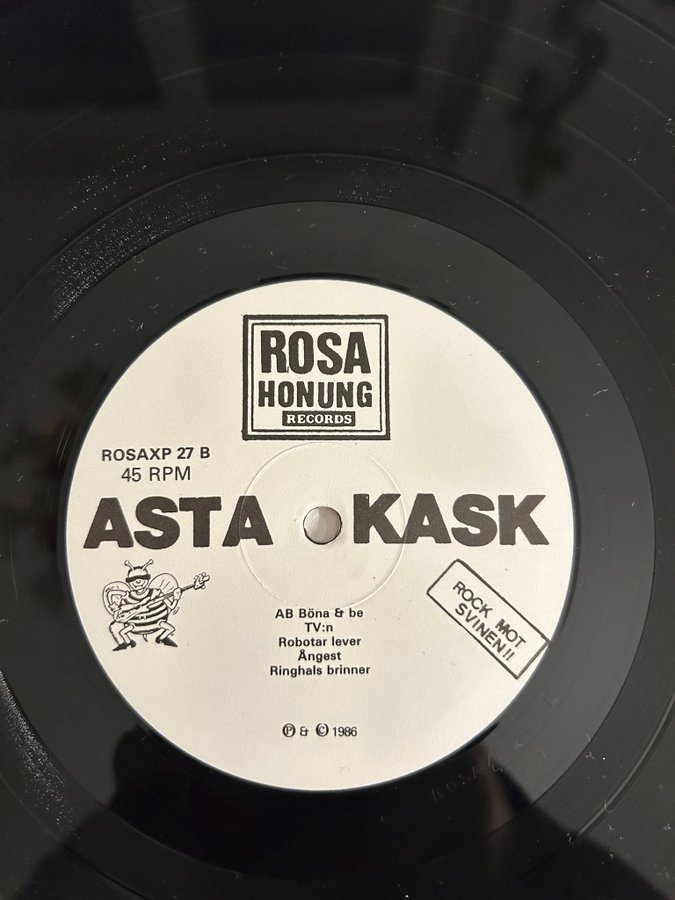 ROSA
HONUNG
RECORDS
ROSAXP 27 B
45 RPM
ASTA KASK
ROCK MOT
SVINEN!!
AB Böna & be
TV:n
Robotar lever
Ångest
Ringhals brinner
Ⓟ & © 1986